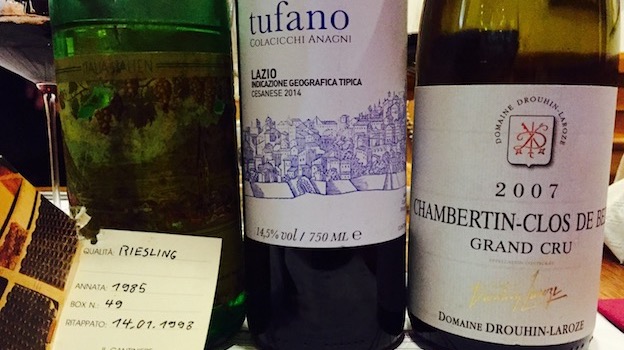 QUALITÀ: RIESLING
ANNATA: 1985
BOX N.: 49
RITAPPATO: 14.01.1998
tufano
COLACICCHI ANAGNI
LAZIO
INDICAZIONE GEOGRAFICA TIPICA
CESANESE 2014
14,5% vol / 750 ML e
DOMAINE DROUHIN-LAROZE
2007
CHAMBERTIN-CLOS DE BE
GRAND CRU
DOMAINE DROUHIN-LAROZE